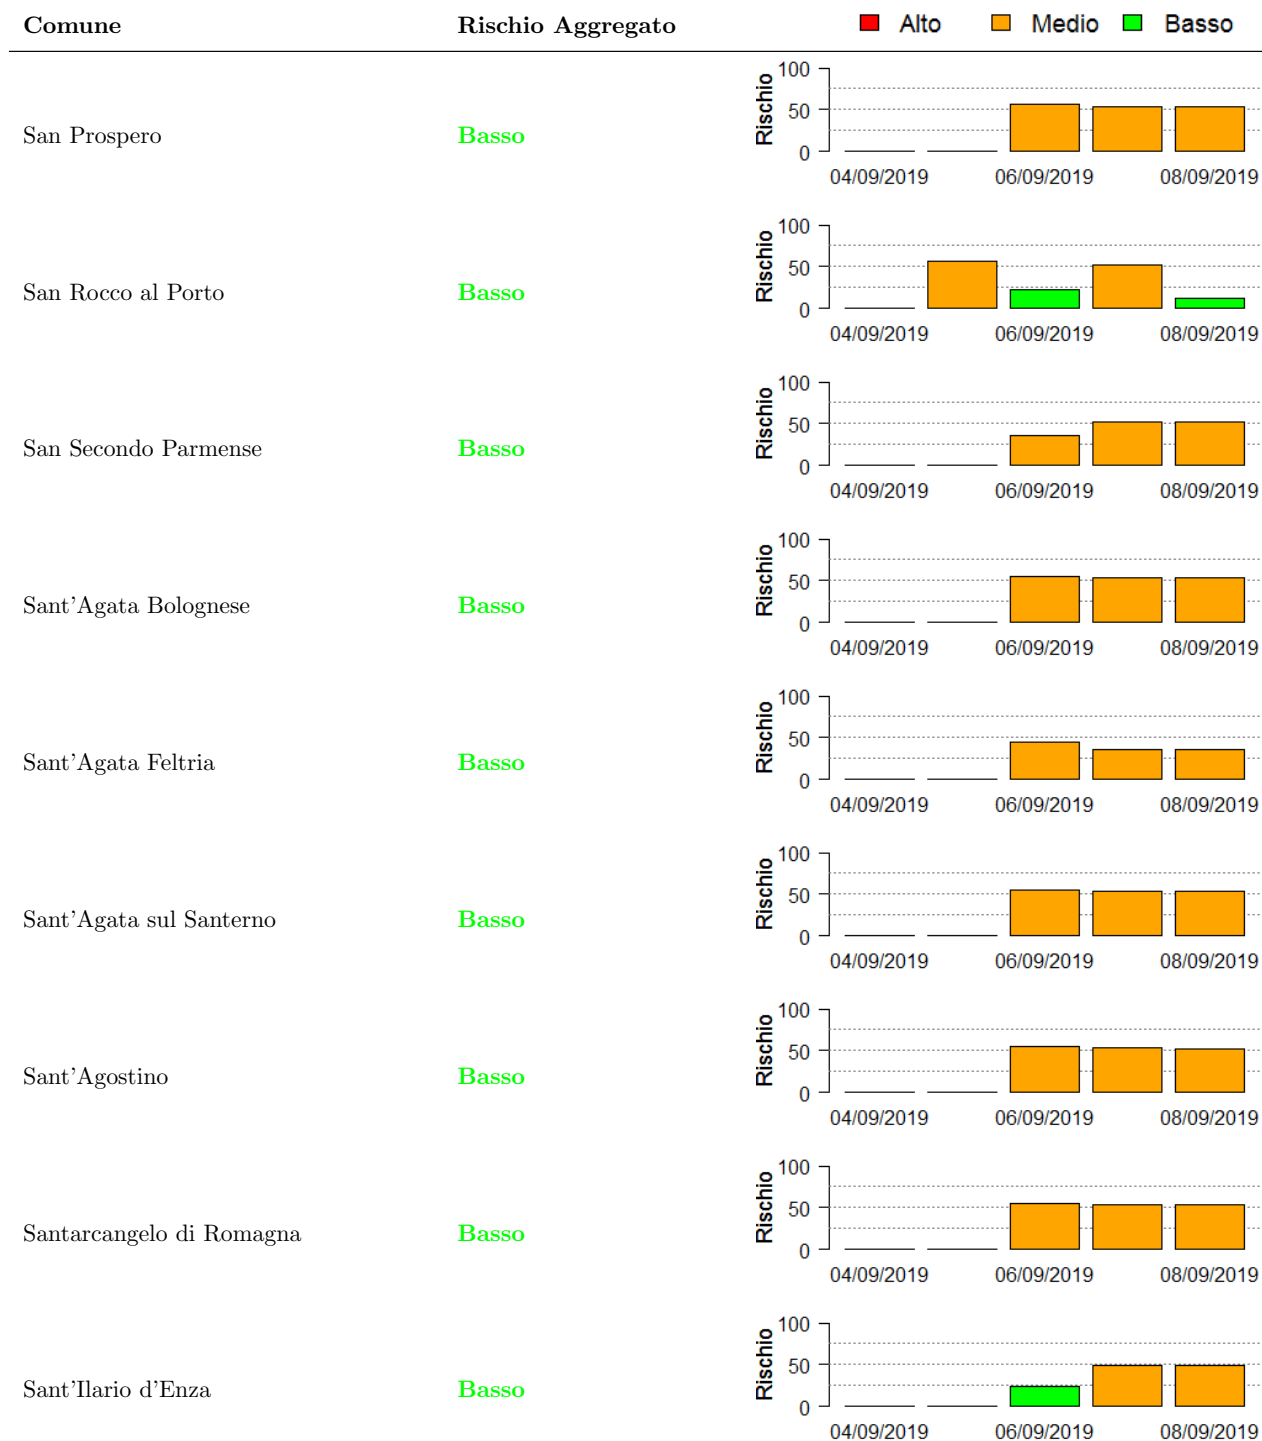 Comune Rischio Aggregato Alto Medio Basso
San Prospero Basso Rischio 100 50 0
04/09/2019 06/09/2019 08/09/2019
San Rocco al Porto Basso Rischio 100 50 0
04/09/2019 06/09/2019 08/09/2019
San Secondo Parmense Basso Rischio 100 50 0
04/09/2019 06/09/2019 08/09/2019
Sant'Agata Bolognese Basso Rischio 100 50 0
04/09/2019 06/09/2019 08/09/2019
Sant'Agata Feltria Basso Rischio 100 50 0
04/09/2019 06/09/2019 08/09/2019
Sant'Agata sul Santerno Basso Rischio 100 50 0
04/09/2019 06/09/2019 08/09/2019
Sant'Agostino Basso Rischio 100 50 0
04/09/2019 06/09/2019 08/09/2019
Santarcangelo di Romagna Basso Rischio 100 50 0
04/09/2019 06/09/2019 08/09/2019
Sant'Ilario d'Enza Basso Rischio 100 50 0
04/09/2019 06/09/2019 08/09/2019